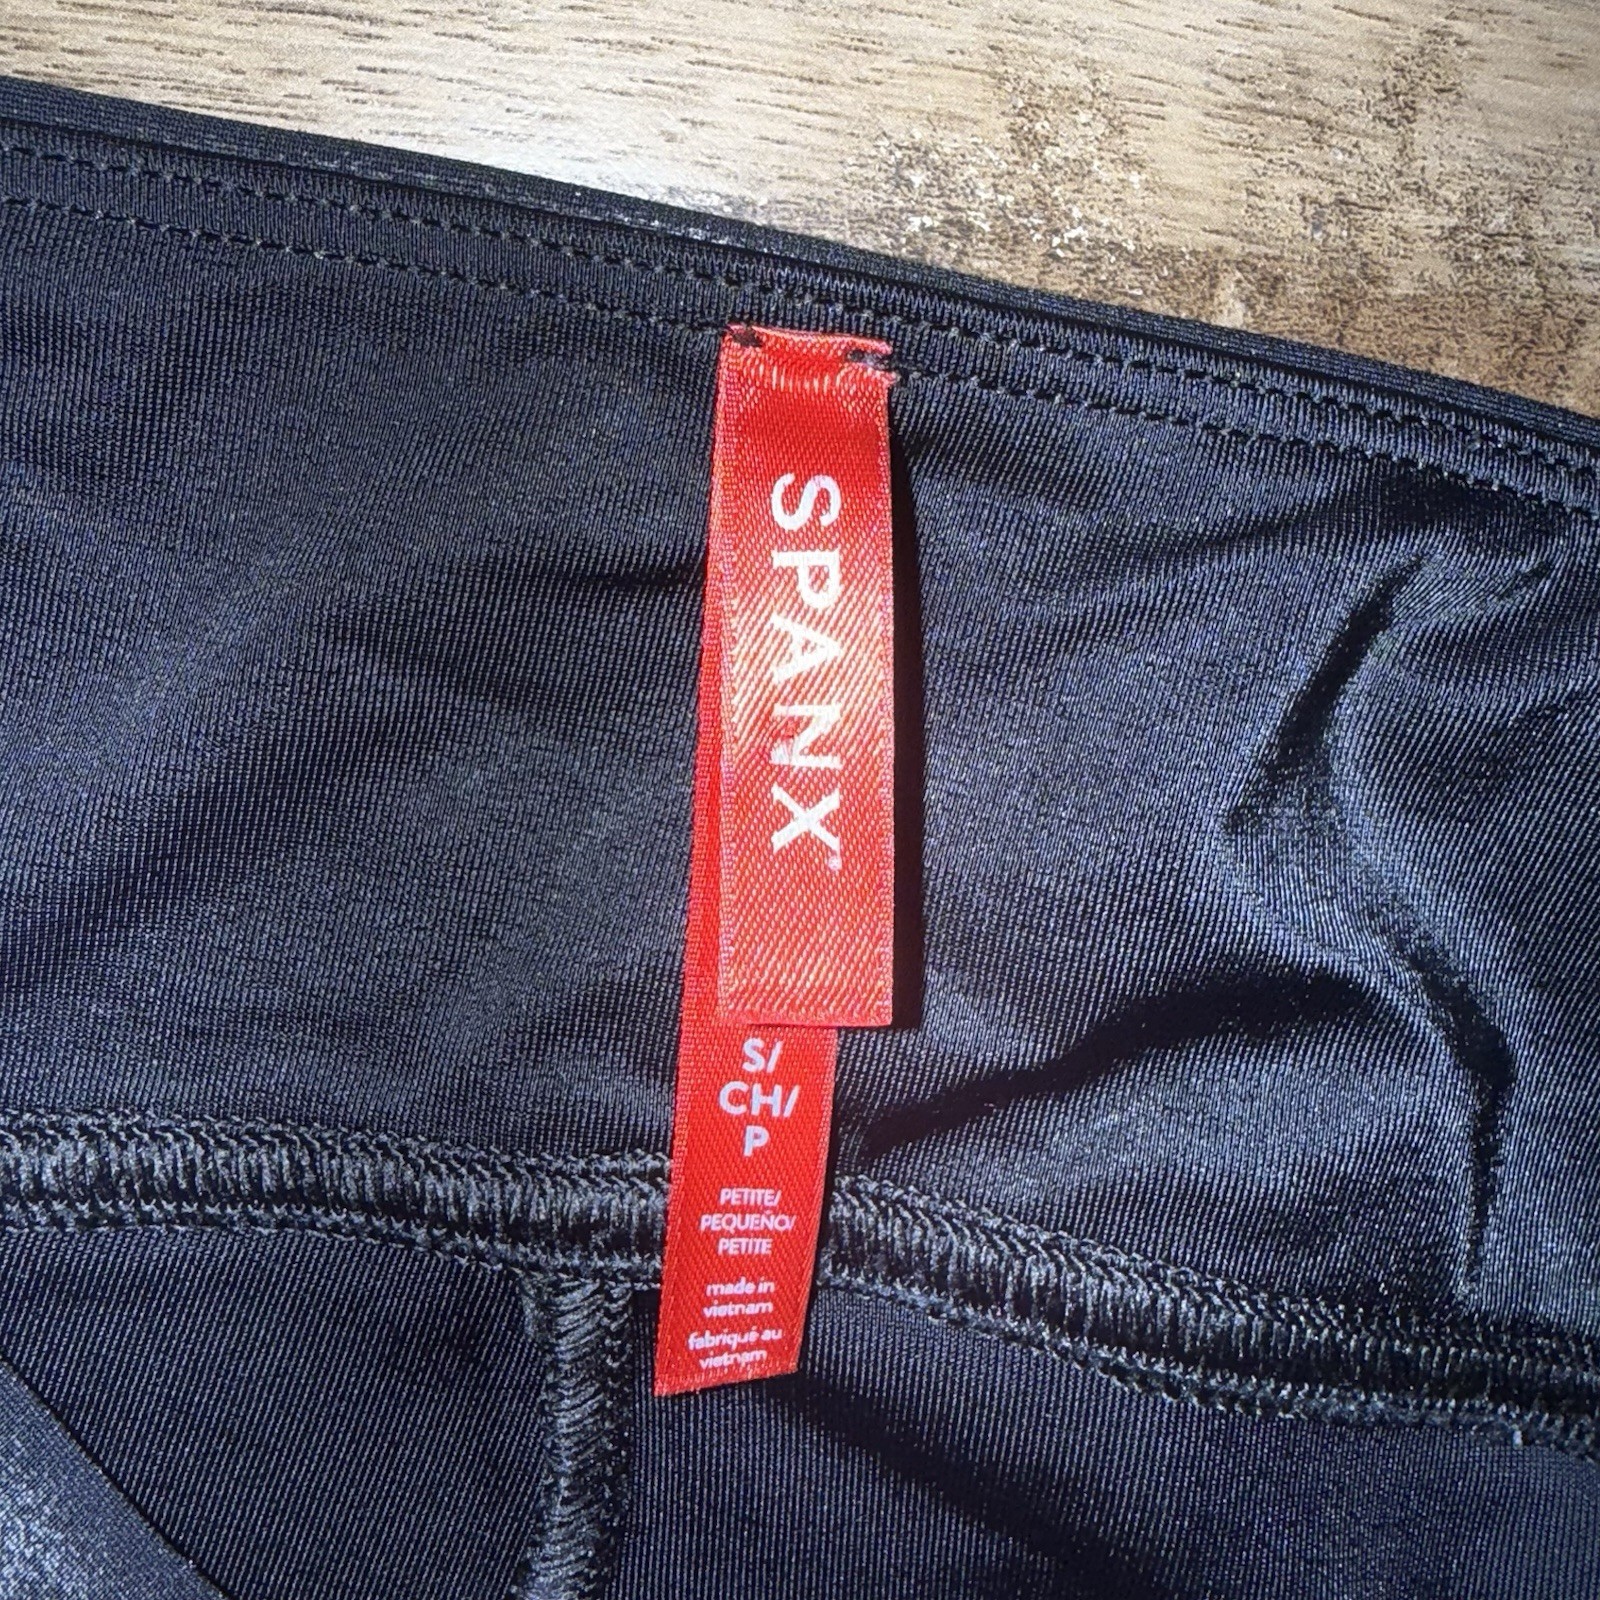 SPANX®
S/
CH/
P
PETITE/
PEQUEÑO/
PETITE
made in
vietnam
fabriqué au
vietnam